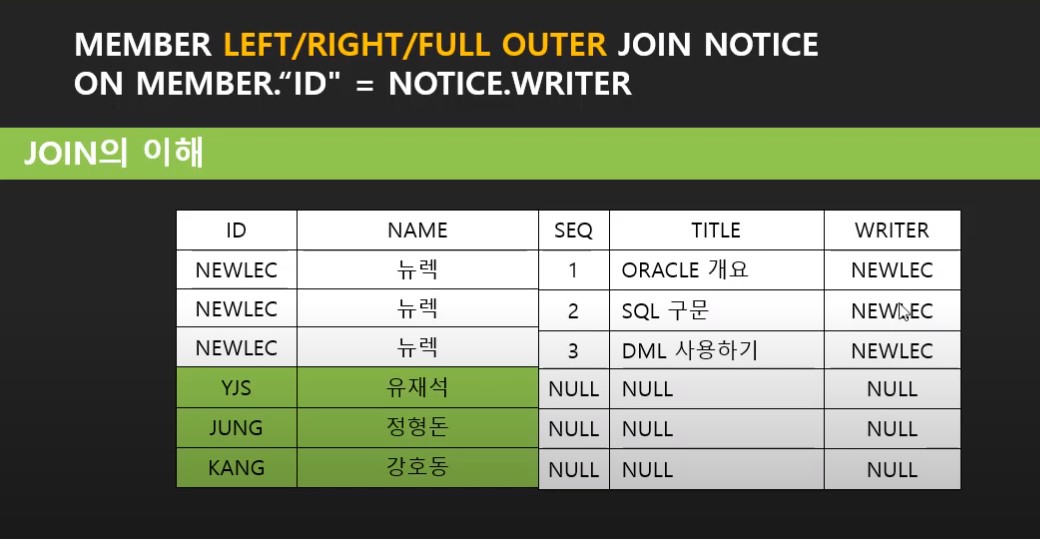 MEMBER LEFT/RIGHT/FULL OUTER JOIN NOTICE
ON MEMBER.“ID" = NOTICE.WRITER
JOIN의 이해
ID NAME SEQ TITLE WRITER
NEWLEC 뉴렉 1 ORACLE 개요 NEWLEC
NEWLEC 뉴렉 2 SQL 구문 NEWLEC
NEWLEC 뉴렉 3 DML 사용하기 NEWLEC
YJS 유재석 NULL NULL NULL
JUNG 정형돈 NULL NULL NULL
KANG 강호동 NULL NULL NULL